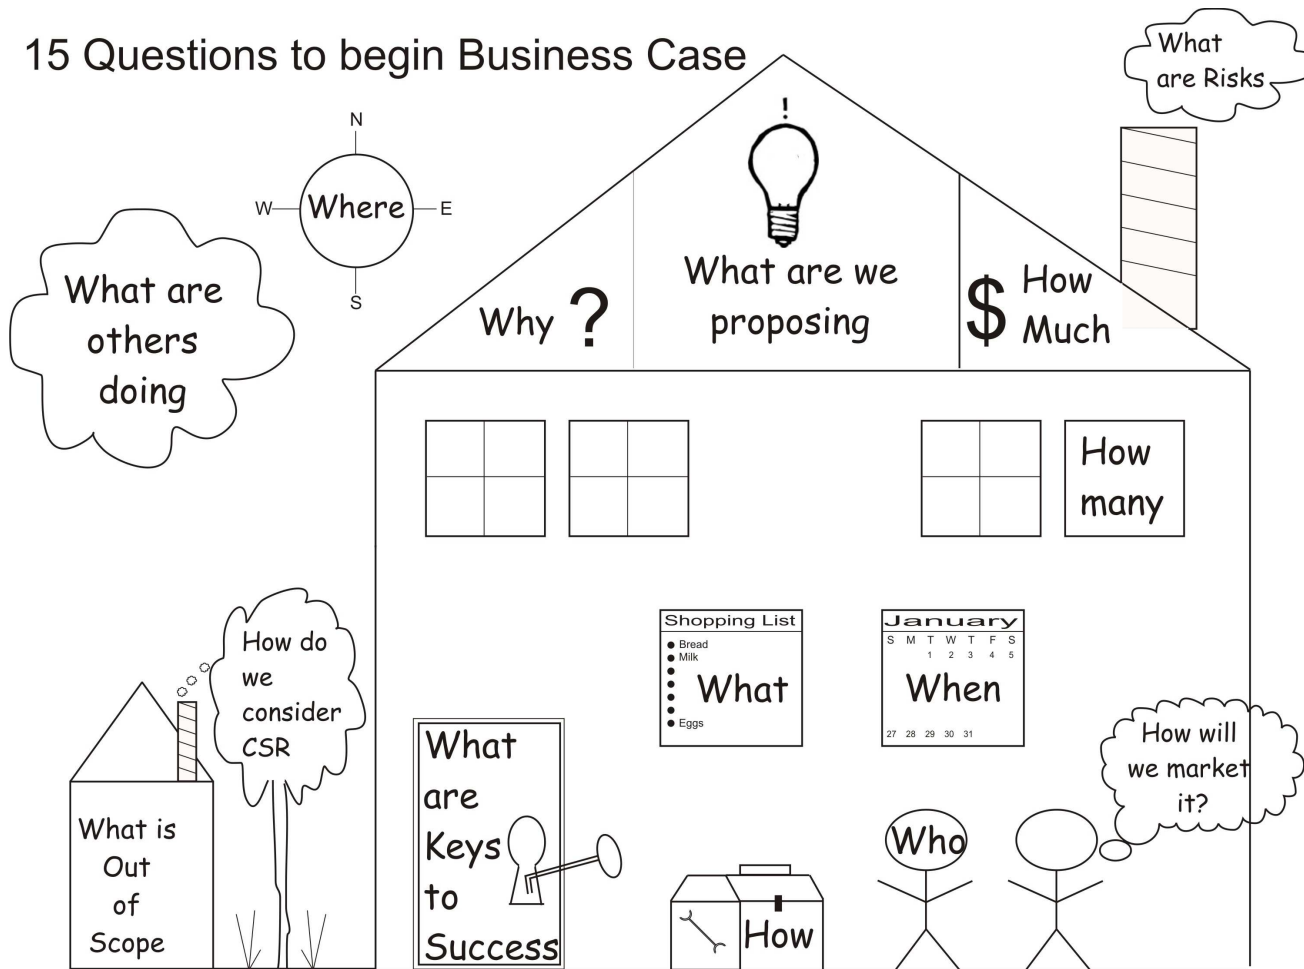 15 Questions to begin Business Case
What
are Risks
N
W
Where
E
S
What are
others
doing
!
What are we
proposing
Why ?
$
How
Much
How
many
Shopping List
Bread
Milk
What
Eggs
January
S M T W T F S
1 2 3 4 5
When
27 28 29 30 31
How do
we
consider
CSR
What is
Out
of
Scope
What
are
Keys
to
Success
How
Who
How will
we market
it?